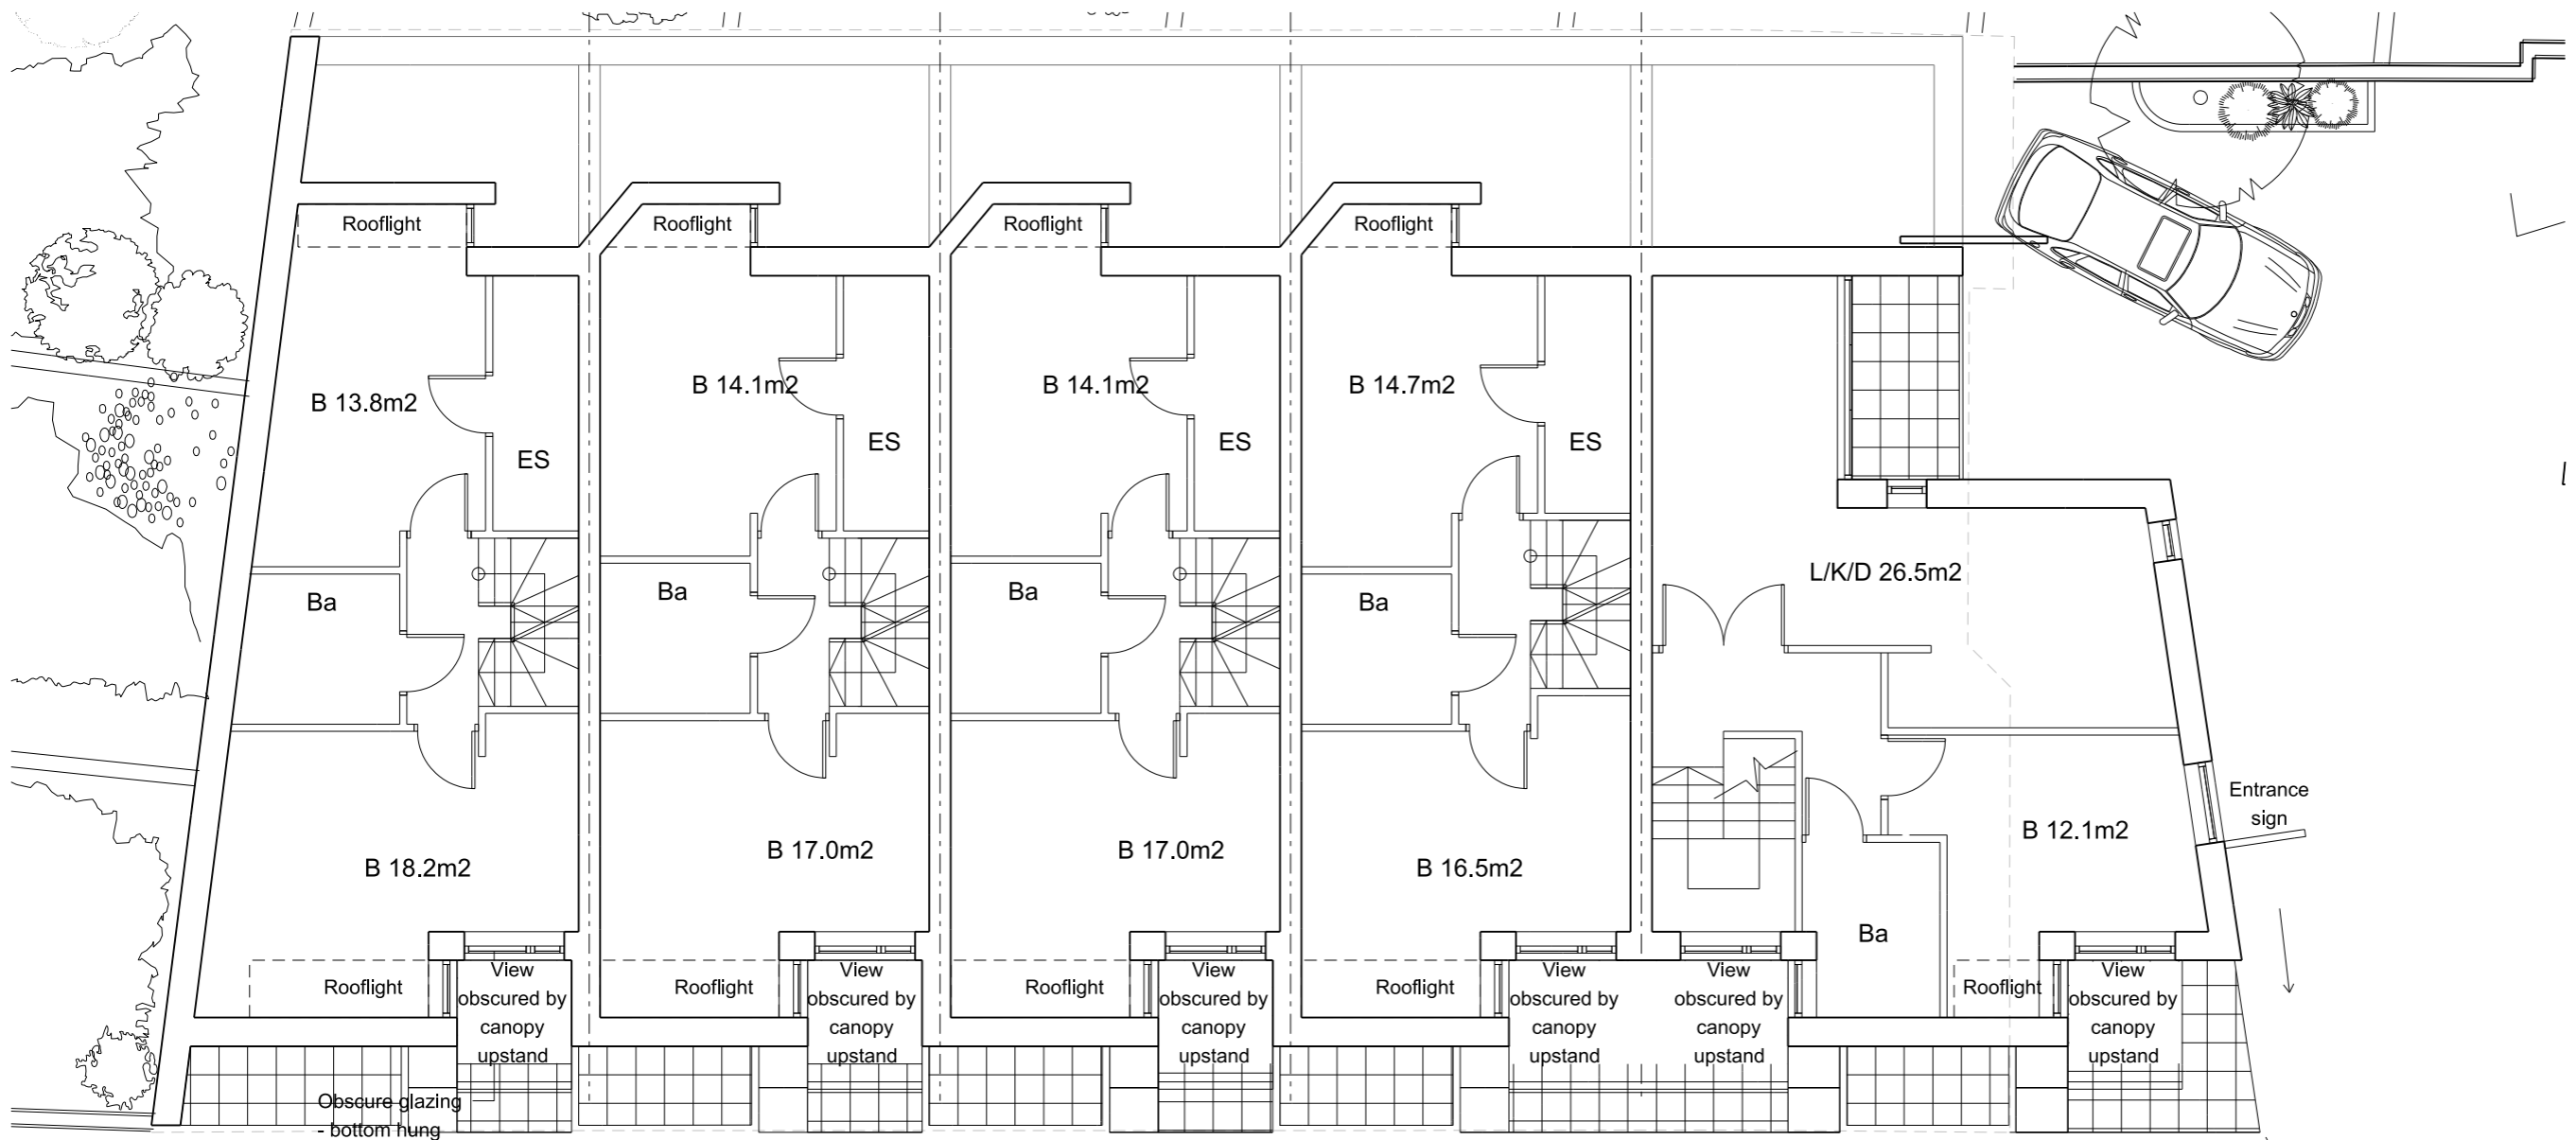 Rooflight
Rooflight
Rooflight
Rooflight
B 13.8m2
B 14.1m2
B 14.1m2
B 14.7m2
ES
ES
ES
ES
Ba
Ba
Ba
Ba
L/K/D 26.5m2
Entrance
sign
B 18.2m2
B 17.0m2
B 17.0m2
B 16.5m2
B 12.1m2
Ba
Rooflight
View
obscured by
canopy
upstand
Rooflight
View
obscured by
canopy
upstand
Rooflight
View
obscured by
canopy
upstand
Rooflight
View
obscured by
canopy
upstand
View
obscured by
canopy
upstand
Rooflight
View
obscured by
canopy
upstand
Obscure glazing
- bottom hung